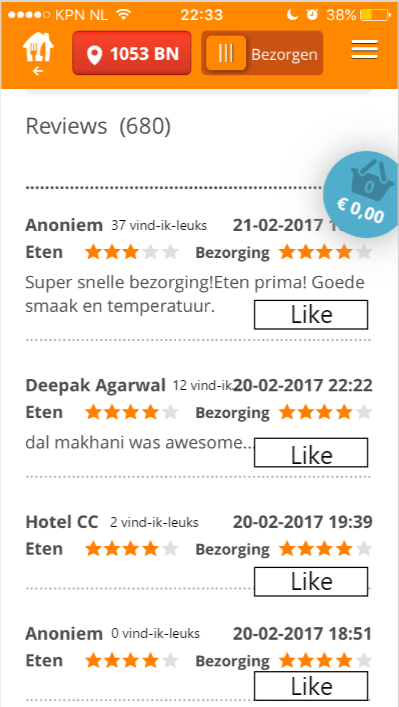 KPN NL 22:33 38%
1053 BN Bezorgen
Reviews (680)
0
€ 0,00
Anoniem 37 vind-ik-leuks 21-02-2017
Eten Bezorging
Super snelle bezorging!Eten prima! Goede
smaak en temperatuur.
Like
Deepak Agarwal 12 vind-ik 20-02-2017 22:22
Eten Bezorging
dal makhani was awesome...
Like
Hotel CC 2 vind-ik-leuks 20-02-2017 19:39
Eten Bezorging
Like
Anoniem 0 vind-ik-leuks 20-02-2017 18:51
Eten Bezorging
Like